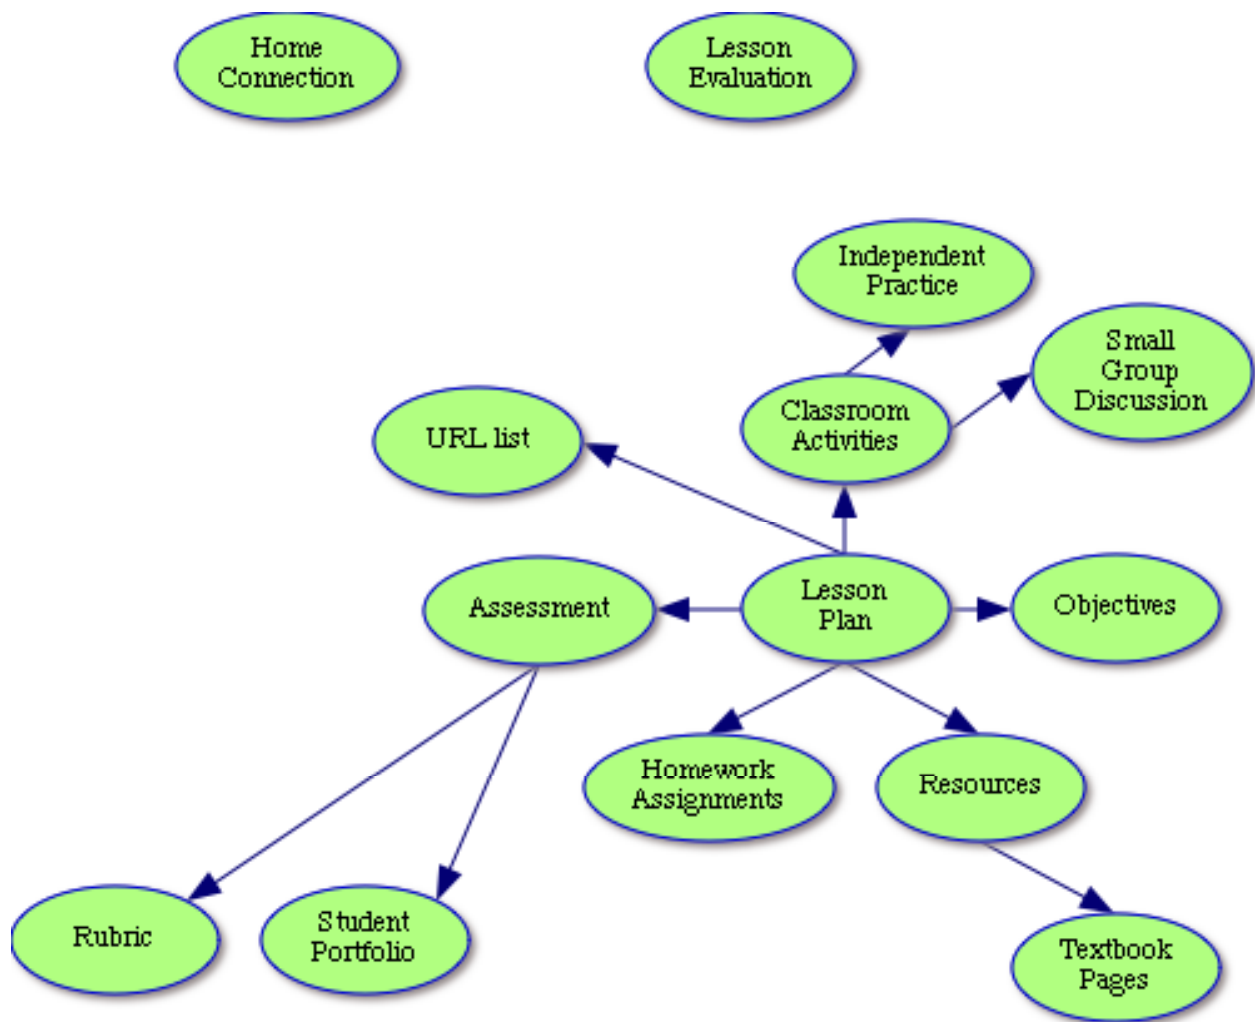 Home
Connection
Lesson
Evaluation
Independent
Practice
Small
Group
Discussion
Classroom
Activities
URL list
Assessment
Lesson
Plan
Objectives
Homework
Assignments
Resources
Rubric
Student
Portfolio
Textbook
Pages